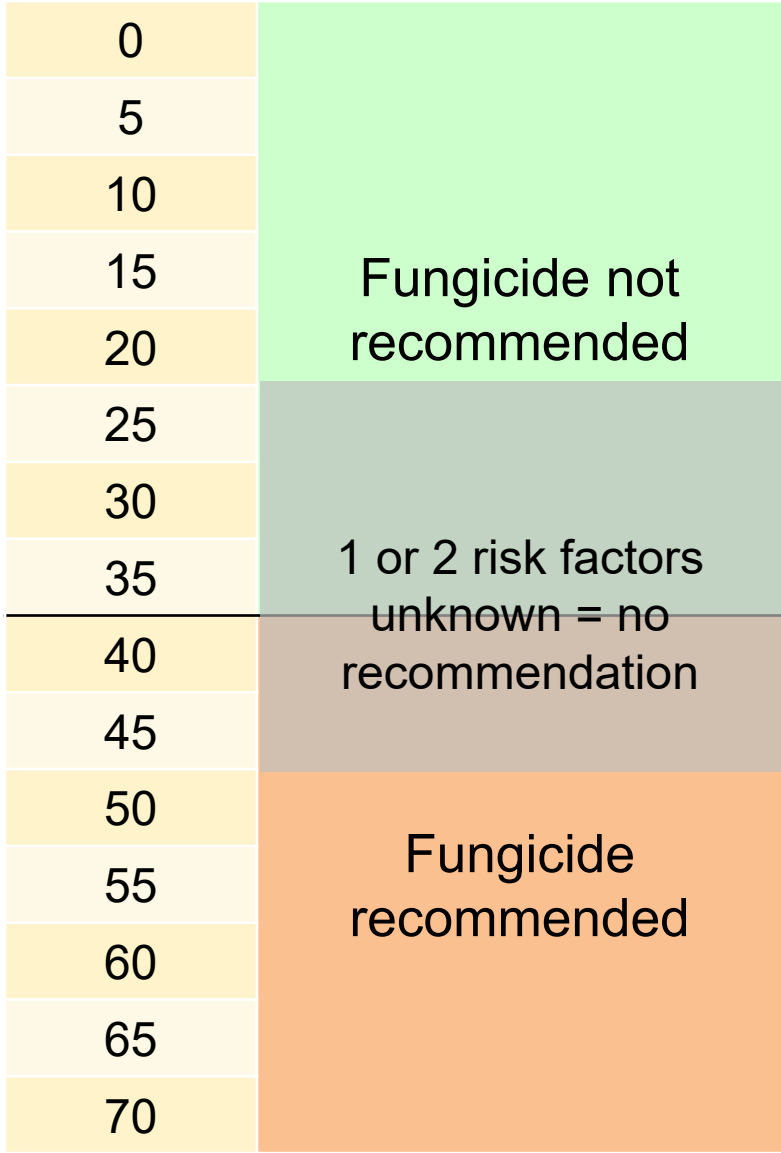 0
5
10
15
20
25
30
35
40
45
50
55
60
65
70
Fungicide not
recommended
1 or 2 risk factors
unknown = no
recommendation
Fungicide
recommended